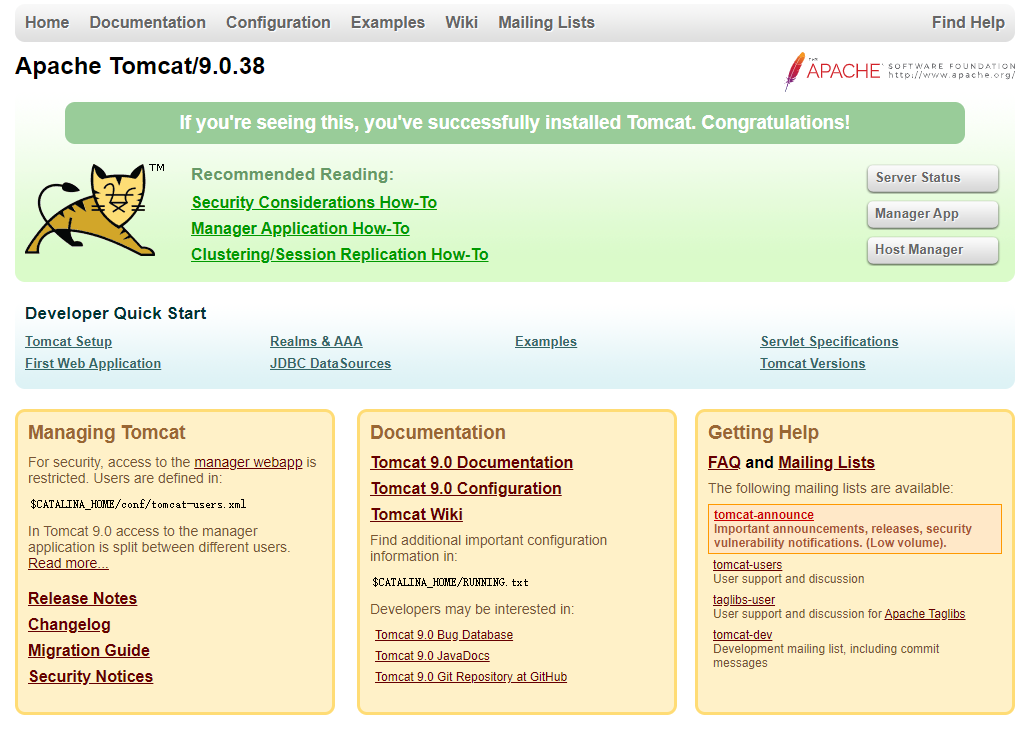 Home Documentation Configuration Examples Wiki Mailing Lists Find Help
Apache Tomcat/9.0.38
THE APACHE SOFTWARE FOUNDATION
http://www.apache.org/
If you're seeing this, you've successfully installed Tomcat. Congratulations!
TM
Recommended Reading:
Security Considerations How-To
Manager Application How-To
Clustering/Session Replication How-To
Server Status
Manager App
Host Manager
Developer Quick Start
Tomcat Setup
First Web Application
Realms & AAA
JDBC DataSources
Examples
Servlet Specifications
Tomcat Versions
Managing Tomcat
For security, access to the manager webapp is
restricted. Users are defined in:
$CATALINA_HOME/conf/tomcat-users.xml
In Tomcat 9.0 access to the manager
application is split between different users.
Read more...
Release Notes
Changelog
Migration Guide
Security Notices
Documentation
Tomcat 9.0 Documentation
Tomcat 9.0 Configuration
Tomcat Wiki
Find additional important configuration
information in:
$CATALINA_HOME/RUNNING.txt
Developers may be interested in:
Tomcat 9.0 Bug Database
Tomcat 9.0 JavaDocs
Tomcat 9.0 Git Repository at GitHub
Getting Help
FAQ and Mailing Lists
The following mailing lists are available:
tomcat-announce
Important announcements, releases, security
vulnerability notifications. (Low volume).
tomcat-users
User support and discussion
taglibs-user
User support and discussion for Apache Taglibs
tomcat-dev
Development mailing list, including commit
messages